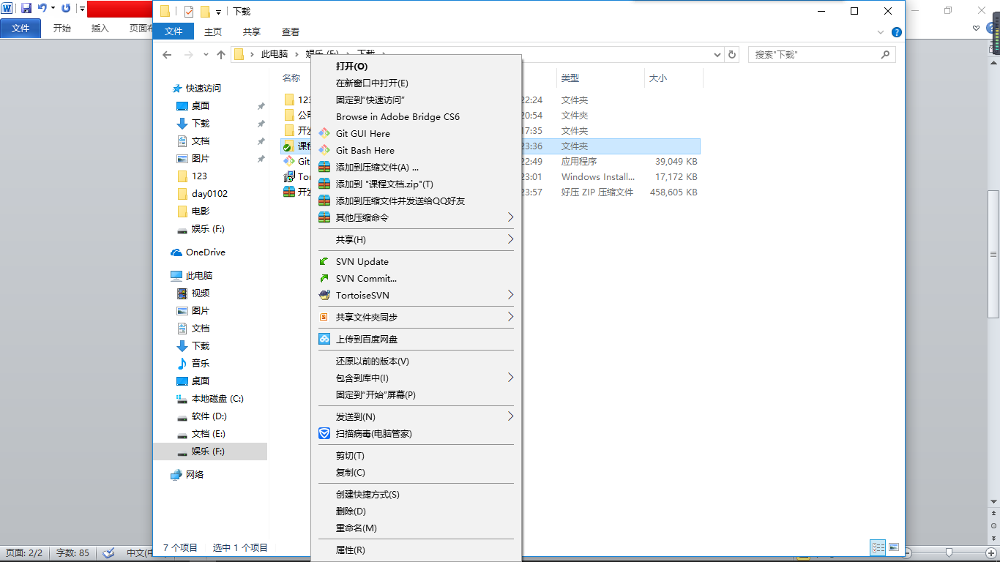 下载
文件
开始
插入
页面布
文件
主页
共享
查看
此电脑
娱乐 (F:)
下载
搜索"下载"
名称
类型
大小
123
22:24
文件夹
公司
20:54
文件夹
开发
17:35
文件夹
课程
23:36
文件夹
Git
22:49
应用程序
39,049 KB
Tor
23:01
Windows Install...
17,172 KB
开发
23:57
好压 ZIP 压缩文件
458,605 KB
快速访问
桌面
下载
文档
图片
123
day0102
电影
娱乐 (F:)
OneDrive
此电脑
视频
图片
文档
下载
音乐
桌面
本地磁盘 (C:)
软件 (D:)
文档 (E:)
娱乐 (F:)
网络
打开(O)
在新窗口中打开(E)
固定到"快速访问"
Browse in Adobe Bridge CS6
Git GUI Here
Git Bash Here
添加到压缩文件(A) ...
添加到 "课程文档.zip"(T)
添加到压缩文件并发送给QQ好友
其他压缩命令
共享(H)
SVN Update
SVN Commit...
TortoiseSVN
共享文件夹同步
上传到百度网盘
还原以前的版本(V)
包含到库中(I)
固定到"开始"屏幕(P)
发送到(N)
扫描病毒(电脑管家)
剪切(T)
复制(C)
创建快捷方式(S)
删除(D)
重命名(M)
属性(R)
7 个项目
选中 1 个项目
页面: 2/2
字数: 85
中文(中